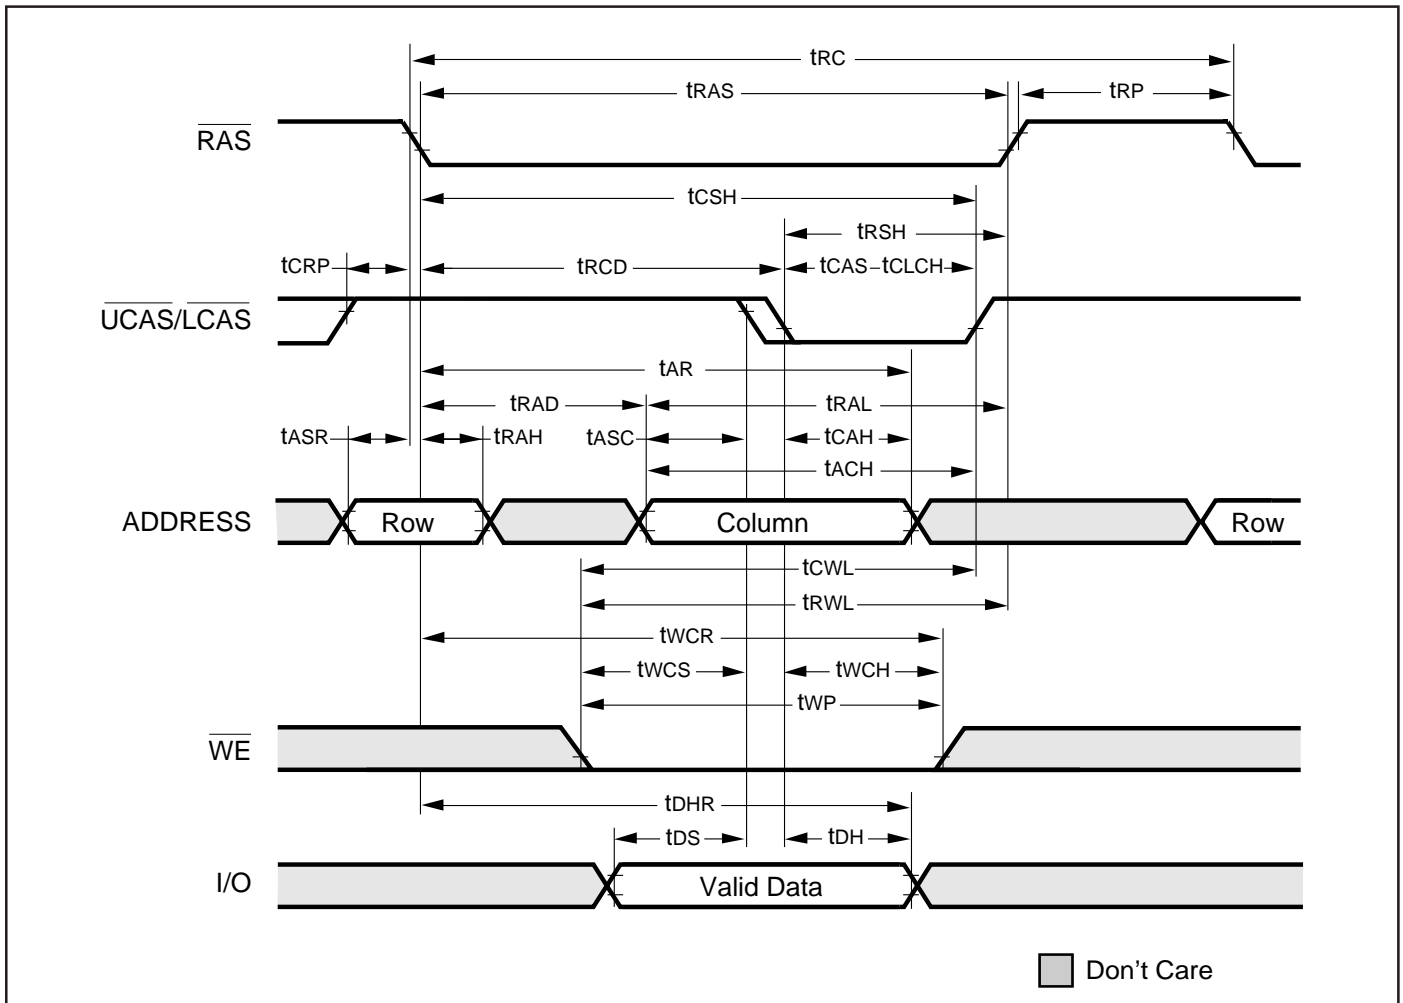 tRC
tRAS
tRP
RAS
tCSH
tRSH
tCRP
tRCD
tCAS
tCLCH
UCAS/LCAS
tAR
tRAD
tRAL
tASR
tRAH
tASC
tCAH
tACH
ADDRESS
Row
Column
Row
tCWL
tRWL
tWCR
tWCS
tWCH
tWP
WE
tDHR
tDS
tDH
I/O
Valid Data
Don't Care